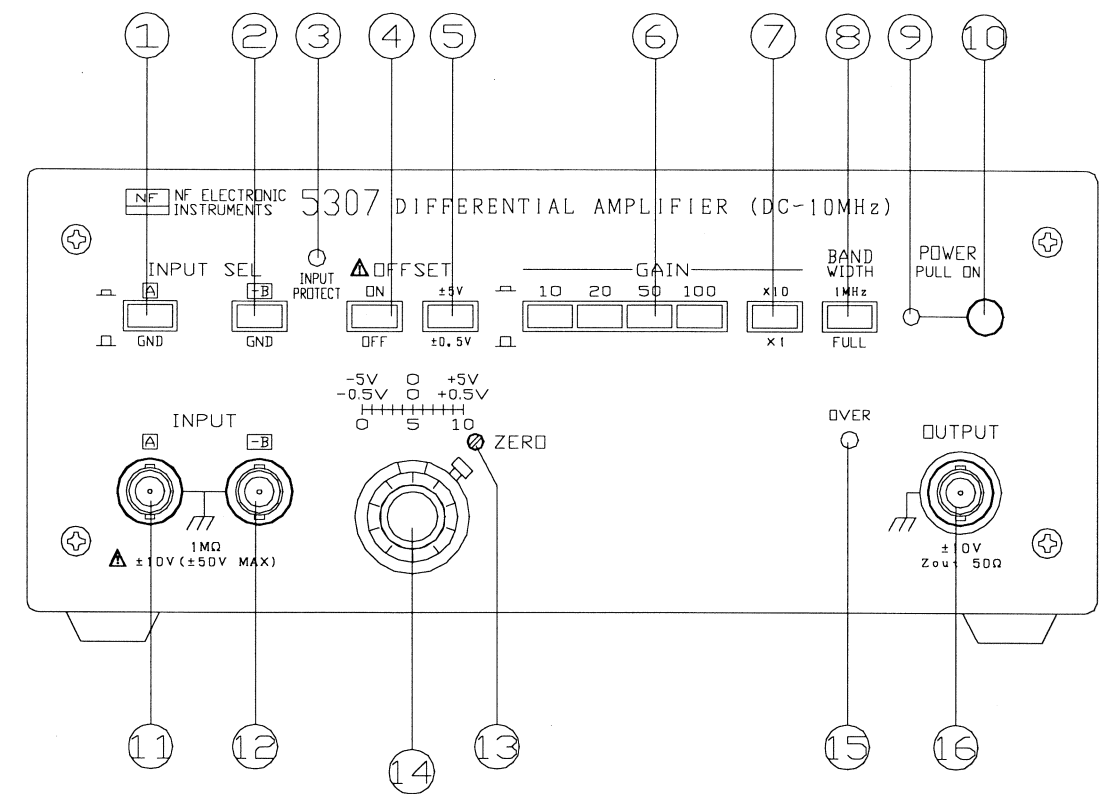 1 2 3 4 5 6 7 8 9 10
NF NF ELECTRONIC
INSTRUMENTS
5307 DIFFERENTIAL AMPLIFIER (DC-10MHz)
INPUT SEL
A -B
GND GND
INPUT
PROTECT
⚠OFFSET
ON ±5V
OFF ±0.5V
GAIN
10 20 50 100 ×10
×1
BAND
WIDTH
1MHz
FULL
POWER
PULL ON
-5V 0 +5V
-0.5V 0 +0.5V
0 5 10
ZERO
INPUT
A -B
1MΩ
⚠ ±10V(±50V MAX)
OVER
OUTPUT
±10V
Zout 50Ω
11 12 14 13 15 16